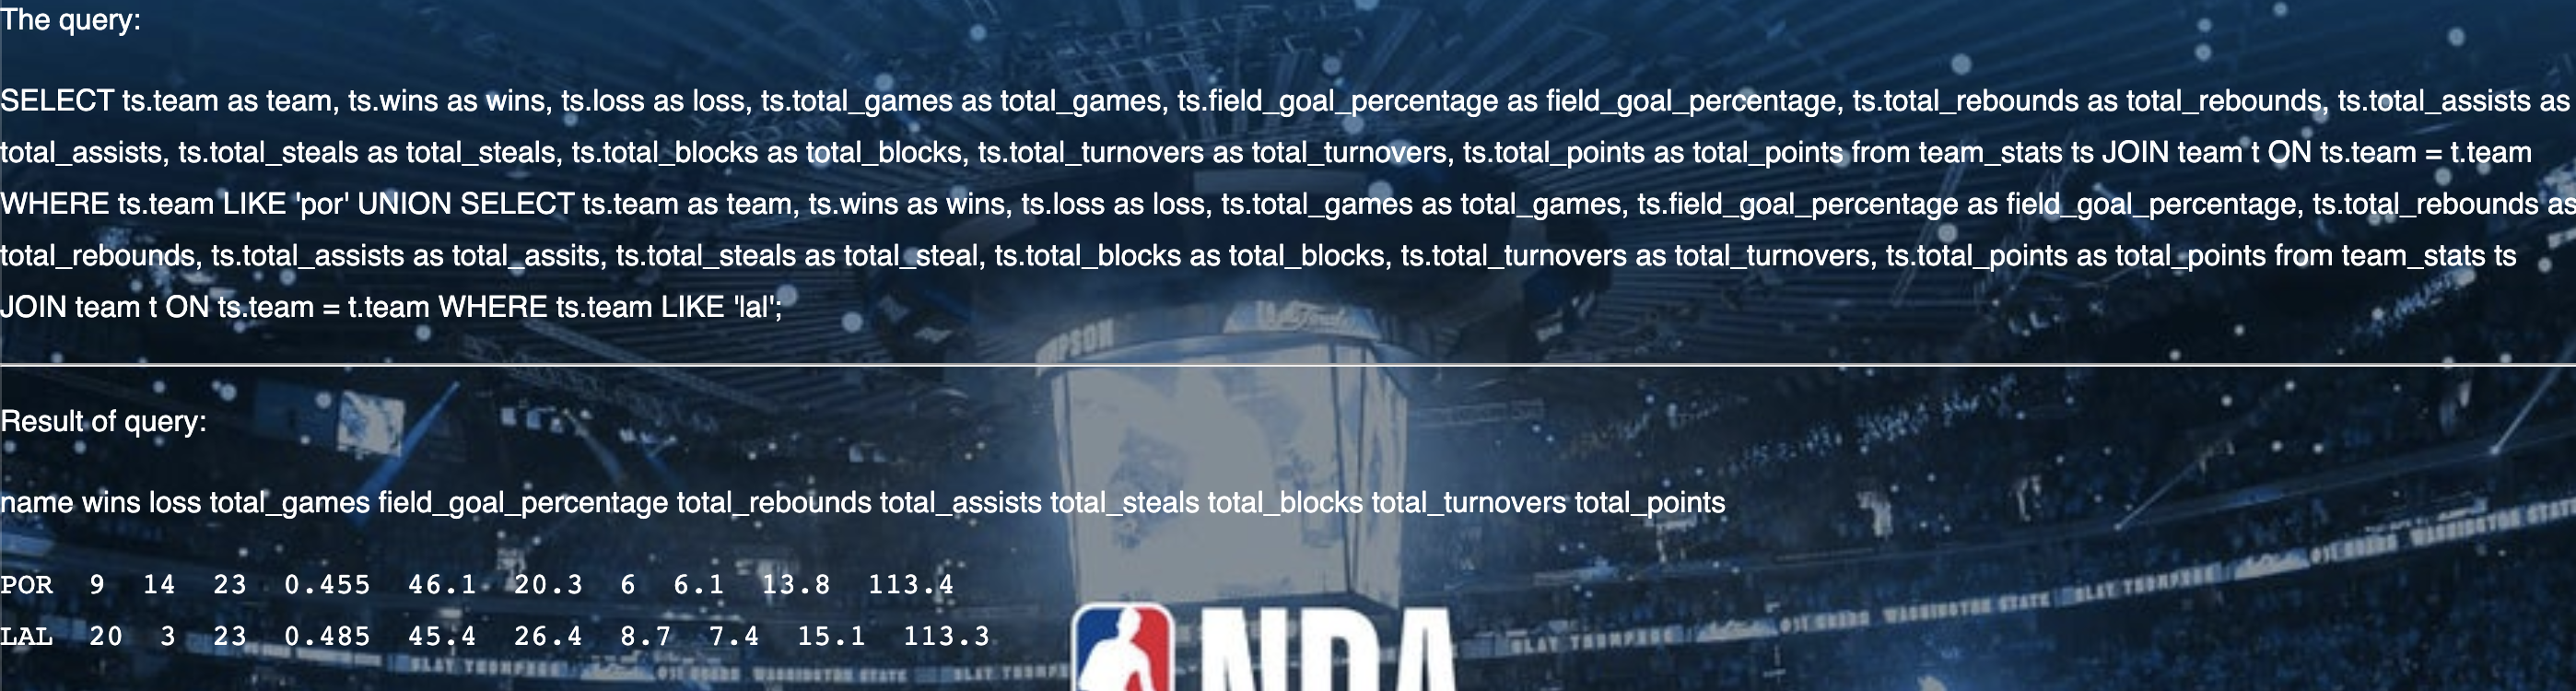 The query:
SELECT ts.team as team, ts.wins as wins, ts.loss as loss, ts.total_games as total_games, ts.field_goal_percentage as field_goal_percentage, ts.total_rebounds as total_rebounds, ts.total_assists as
total_assists, ts.total_steals as total_steals, ts.total_blocks as total_blocks, ts.total_turnovers as total_turnovers, ts.total_points as total_points from team_stats ts JOIN team t ON ts.team = t.team
WHERE ts.team LIKE 'por' UNION SELECT ts.team as team, ts.wins as wins, ts.loss as loss, ts.total_games as total_games, ts.field_goal_percentage as field_goal_percentage, ts.total_rebounds as
total_rebounds, ts.total_assists as total_assits, ts.total_steals as total_steal, ts.total_blocks as total_blocks, ts.total_turnovers as total_turnovers, ts.total_points as total_points from team_stats ts
JOIN team t ON ts.team = t.team WHERE ts.team LIKE 'lal';
Result of query:
name wins loss total_games field_goal_percentage total_rebounds total_assists total_steals total_blocks total_turnovers total_points
POR 9 14 23 0.455 46.1 20.3 6 6.1 13.8 113.4
LAL 20 3 23 0.485 45.4 26.4 8.7 7.4 15.1 113.3
NBA